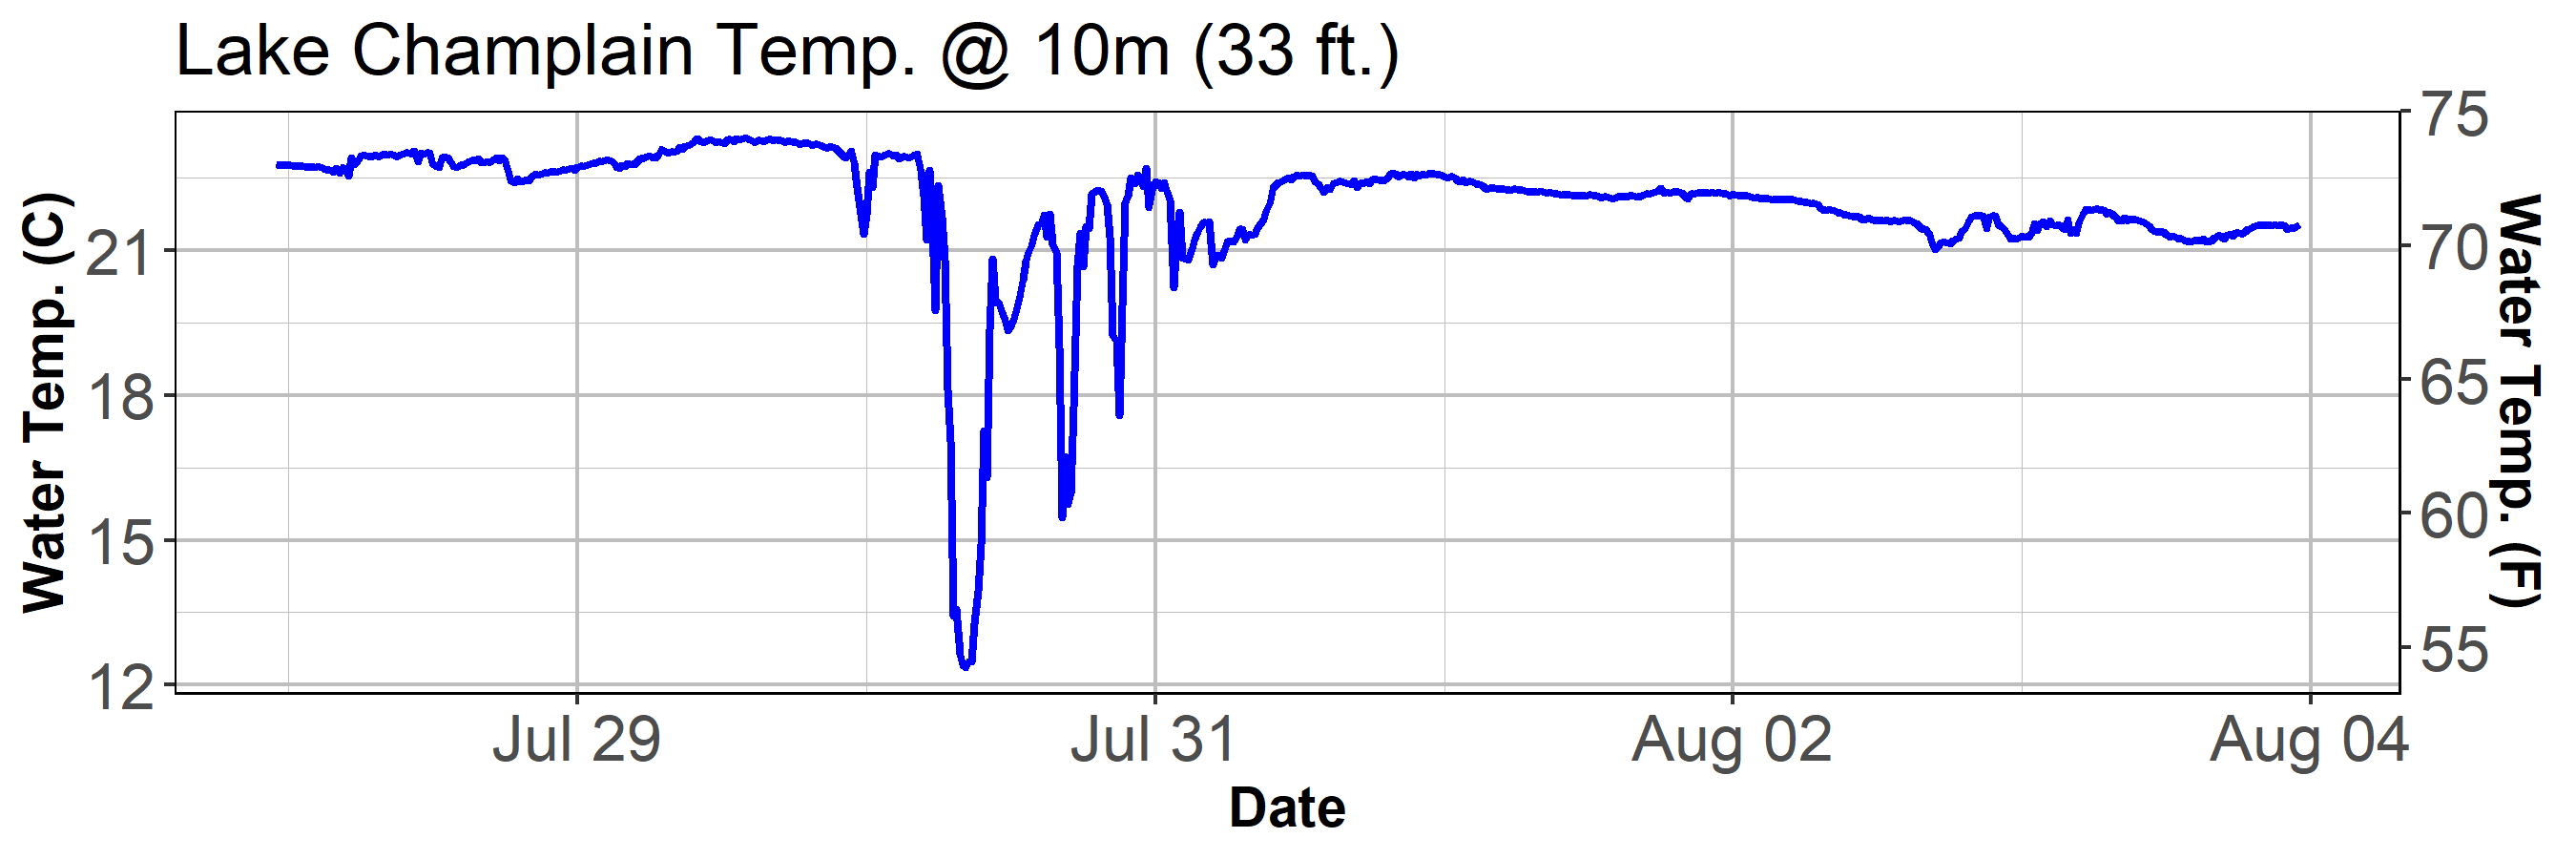 Lake Champlain Temp. @ 10m (33 ft.)
Water Temp. (C)
21
18
15
12
75
70
65
60
55
Water Temp. (F)
Jul 29 Jul 31 Aug 02 Aug 04
Date